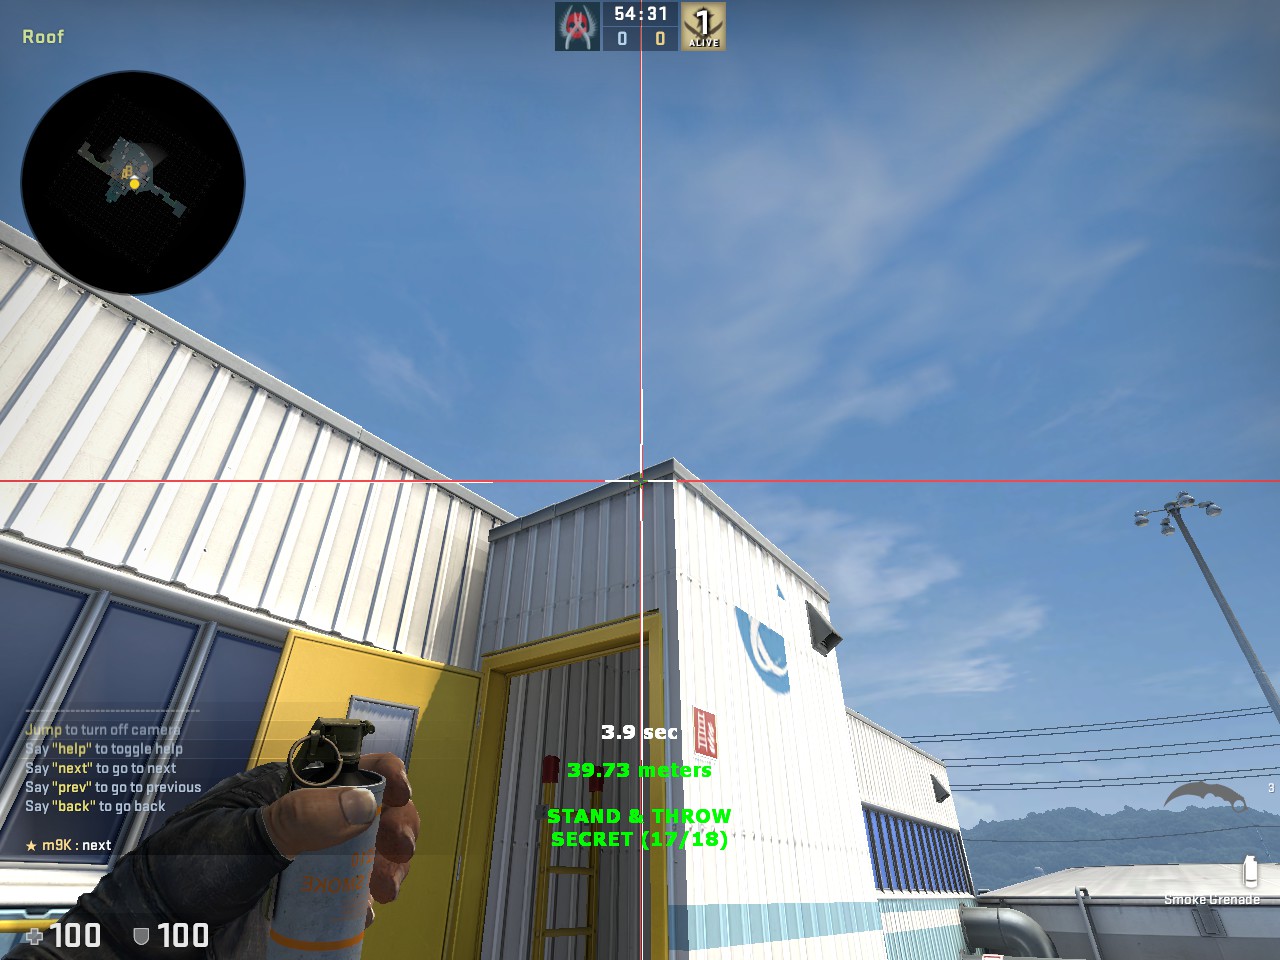 Roof
54:31
0 0
1
ALIVE
Jump to turn off camera
Say "help" to toggle help
Say "next" to go to next
Say "prev" to go to previous
Say "back" to go back
★ m9K : next
3.9 sec
39.73 meters
STAND & THROW
SECRET (17/18)
3
Smoke Grenade
100 100